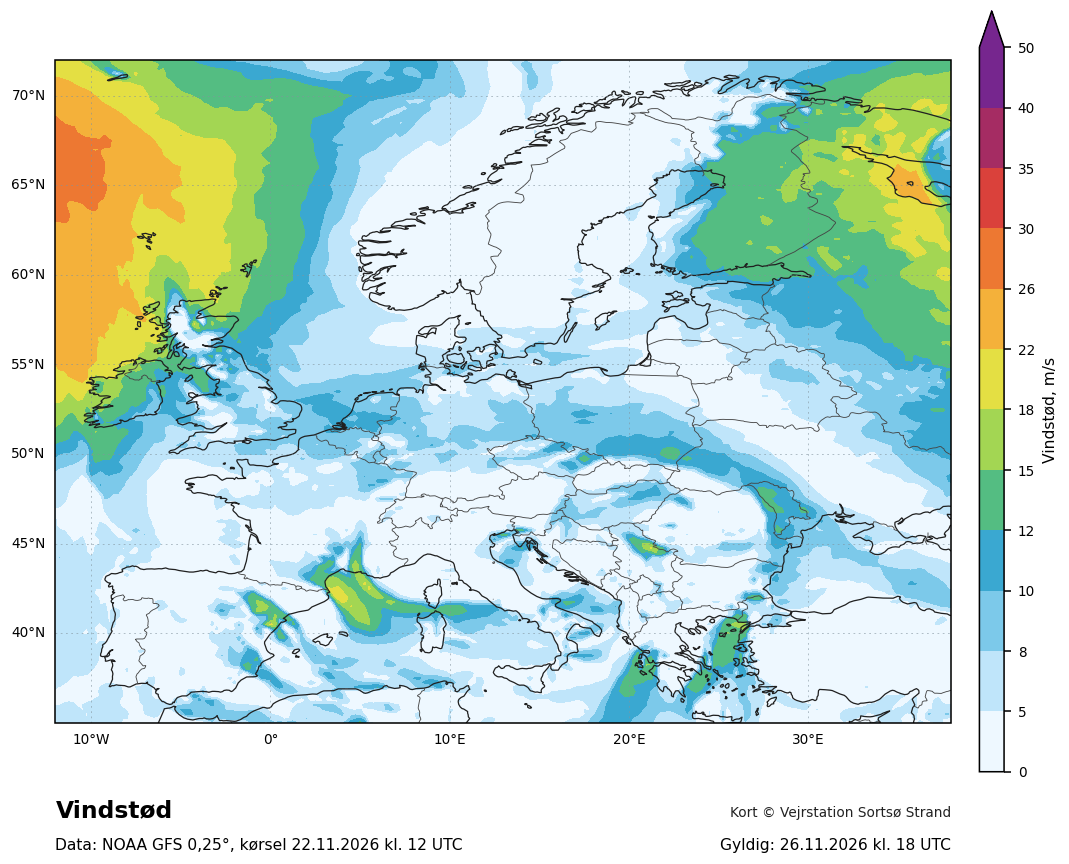 50
40
35
30
26
22
18
15
12
10
8
5
0
Vindstød, m/s
70°N
65°N
60°N
55°N
50°N
45°N
40°N
10°W
0°
10°E
20°E
30°E
Vindstød
Kort © Vejrstation Sortsø Strand
Data: NOAA GFS 0,25°, kørsel 22.11.2026 kl. 12 UTC
Gyldig: 26.11.2026 kl. 18 UTC